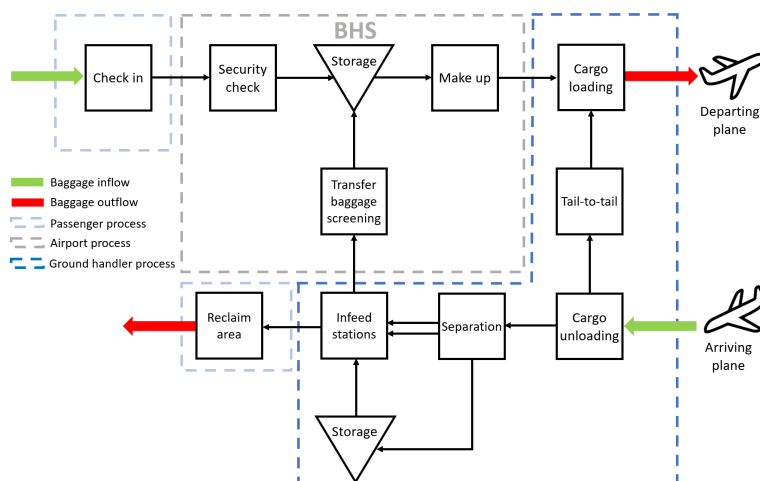 BHS
Check in
Security
check
Storage
Make up
Cargo
loading
Departing
plane
Baggage inflow
Baggage outflow
Passenger process
Airport process
Ground handler process
Transfer
baggage
screening
Tail-to-tail
Reclaim
area
Infeed
stations
Separation
Cargo
unloading
Arriving
plane
Storage